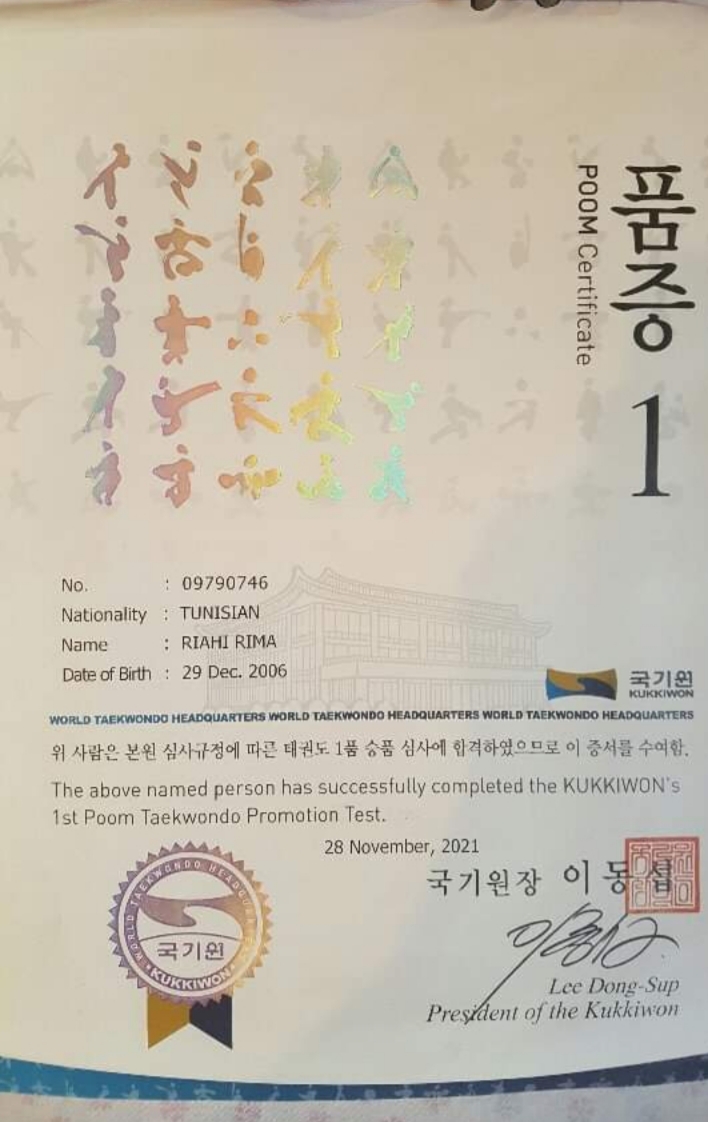 품증
POOM Certificate
1
No. : 09790746
Nationality : TUNISIAN
Name : RIAHI RIMA
Date of Birth : 29 Dec. 2006
국기원
KUKKIWON
WORLD TAEKWONDO HEADQUARTERS WORLD TAEKWONDO HEADQUARTERS WORLD TAEKWONDO HEADQUARTERS
위 사람은 본원 심사규정에 따른 태권도 1품 승품 심사에 합격하였으므로 이 증서를 수여함.
The above named person has successfully completed the KUKKIWON's
1st Poom Taekwondo Promotion Test.
28 November, 2021
국기원장 이동섭
WORLD TAEKWONDO HEADQUARTERS
국기원
KUKKIWON
Lee Dong-Sup
President of the Kukkiwon